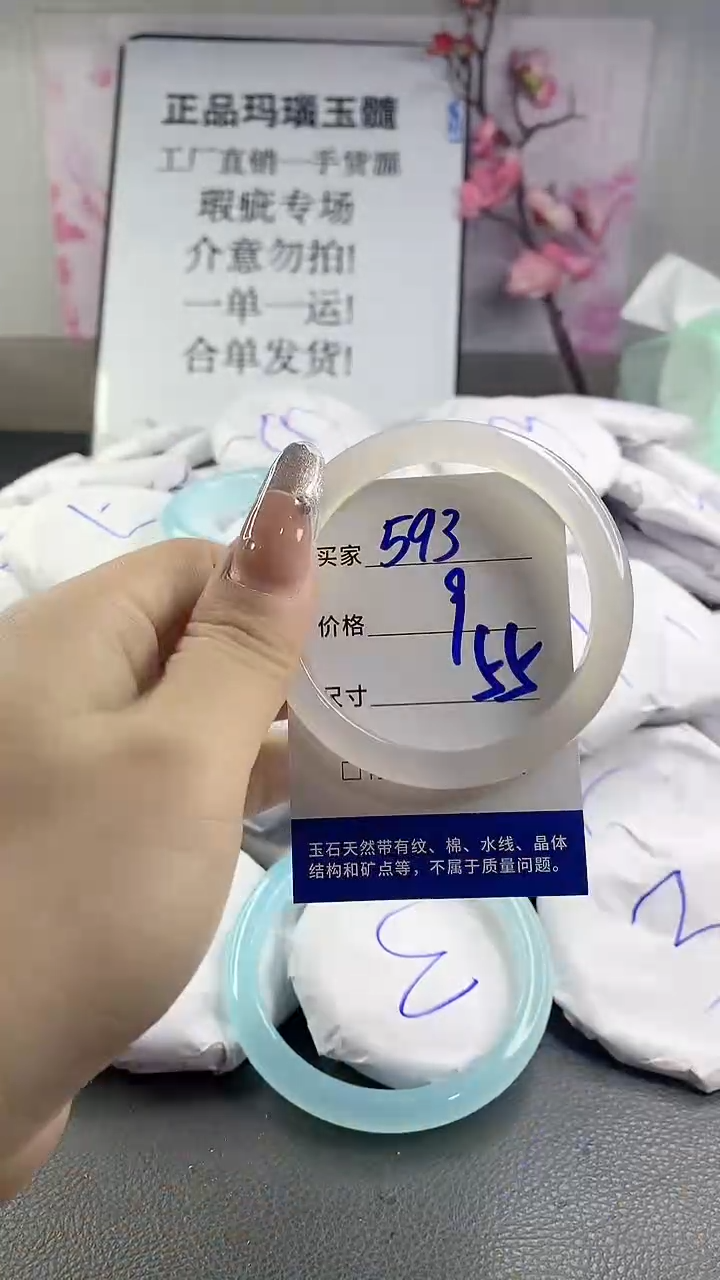 正品玛瑙玉髓
工厂直销一手货源
瑕疵专场
介意勿拍!
一单一运!
合单发货!
买家 593
价格 9
尺寸 55
玉石天然带有纹、棉、水线、晶体
结构和矿点等，不属于质量问题。